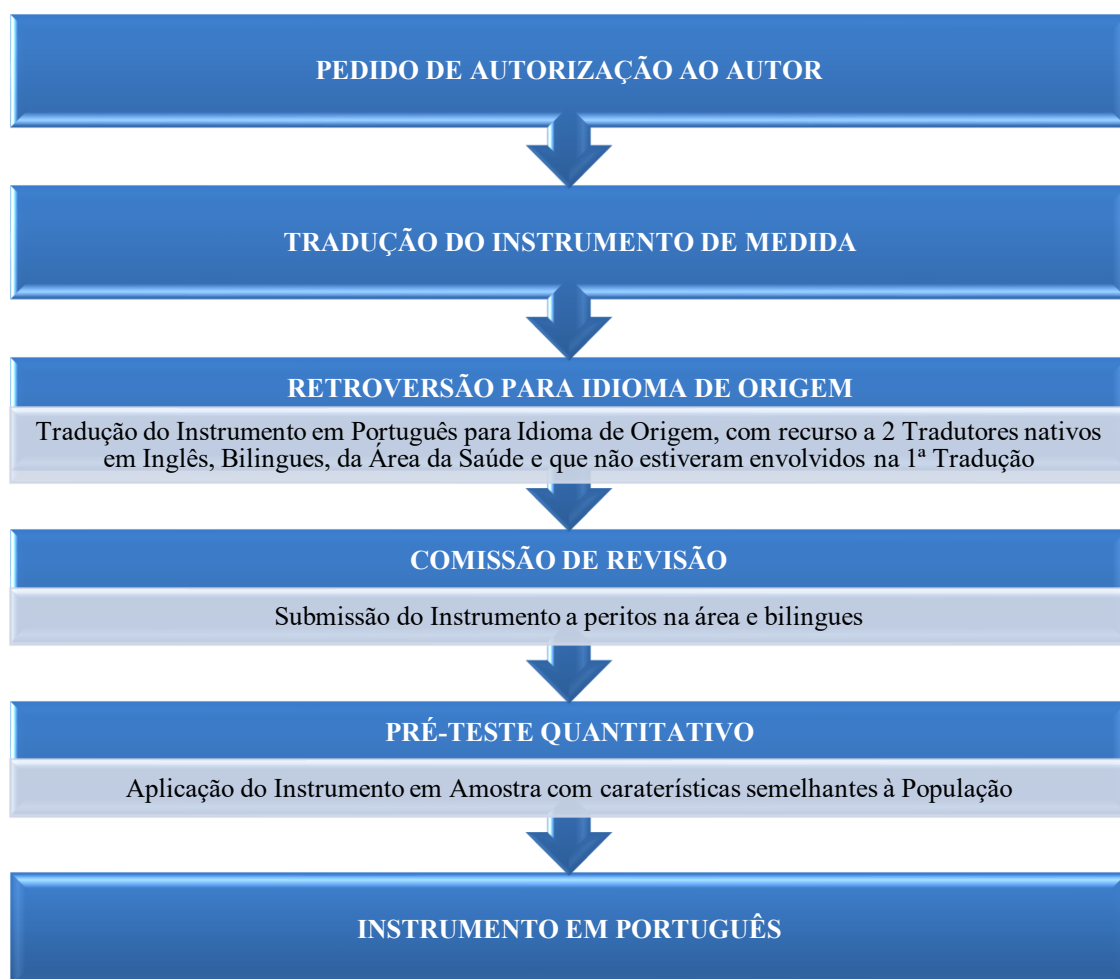 PEDIDO DE AUTORIZAÇÃO AO AUTOR
TRADUÇÃO DO INSTRUMENTO DE MEDIDA
RETROVERSÃO PARA IDIOMA DE ORIGEM
Tradução do Instrumento em Português para Idioma de Origem, com recurso a 2 Tradutores nativos
em Inglês, Bilingues, da Área da Saúde e que não estiveram envolvidos na 1ª Tradução
COMISSÃO DE REVISÃO
Submissão do Instrumento a peritos na área e bilingues
PRÉ-TESTE QUANTITATIVO
Aplicação do Instrumento em Amostra com caraterísticas semelhantes à População
INSTRUMENTO EM PORTUGUÊS